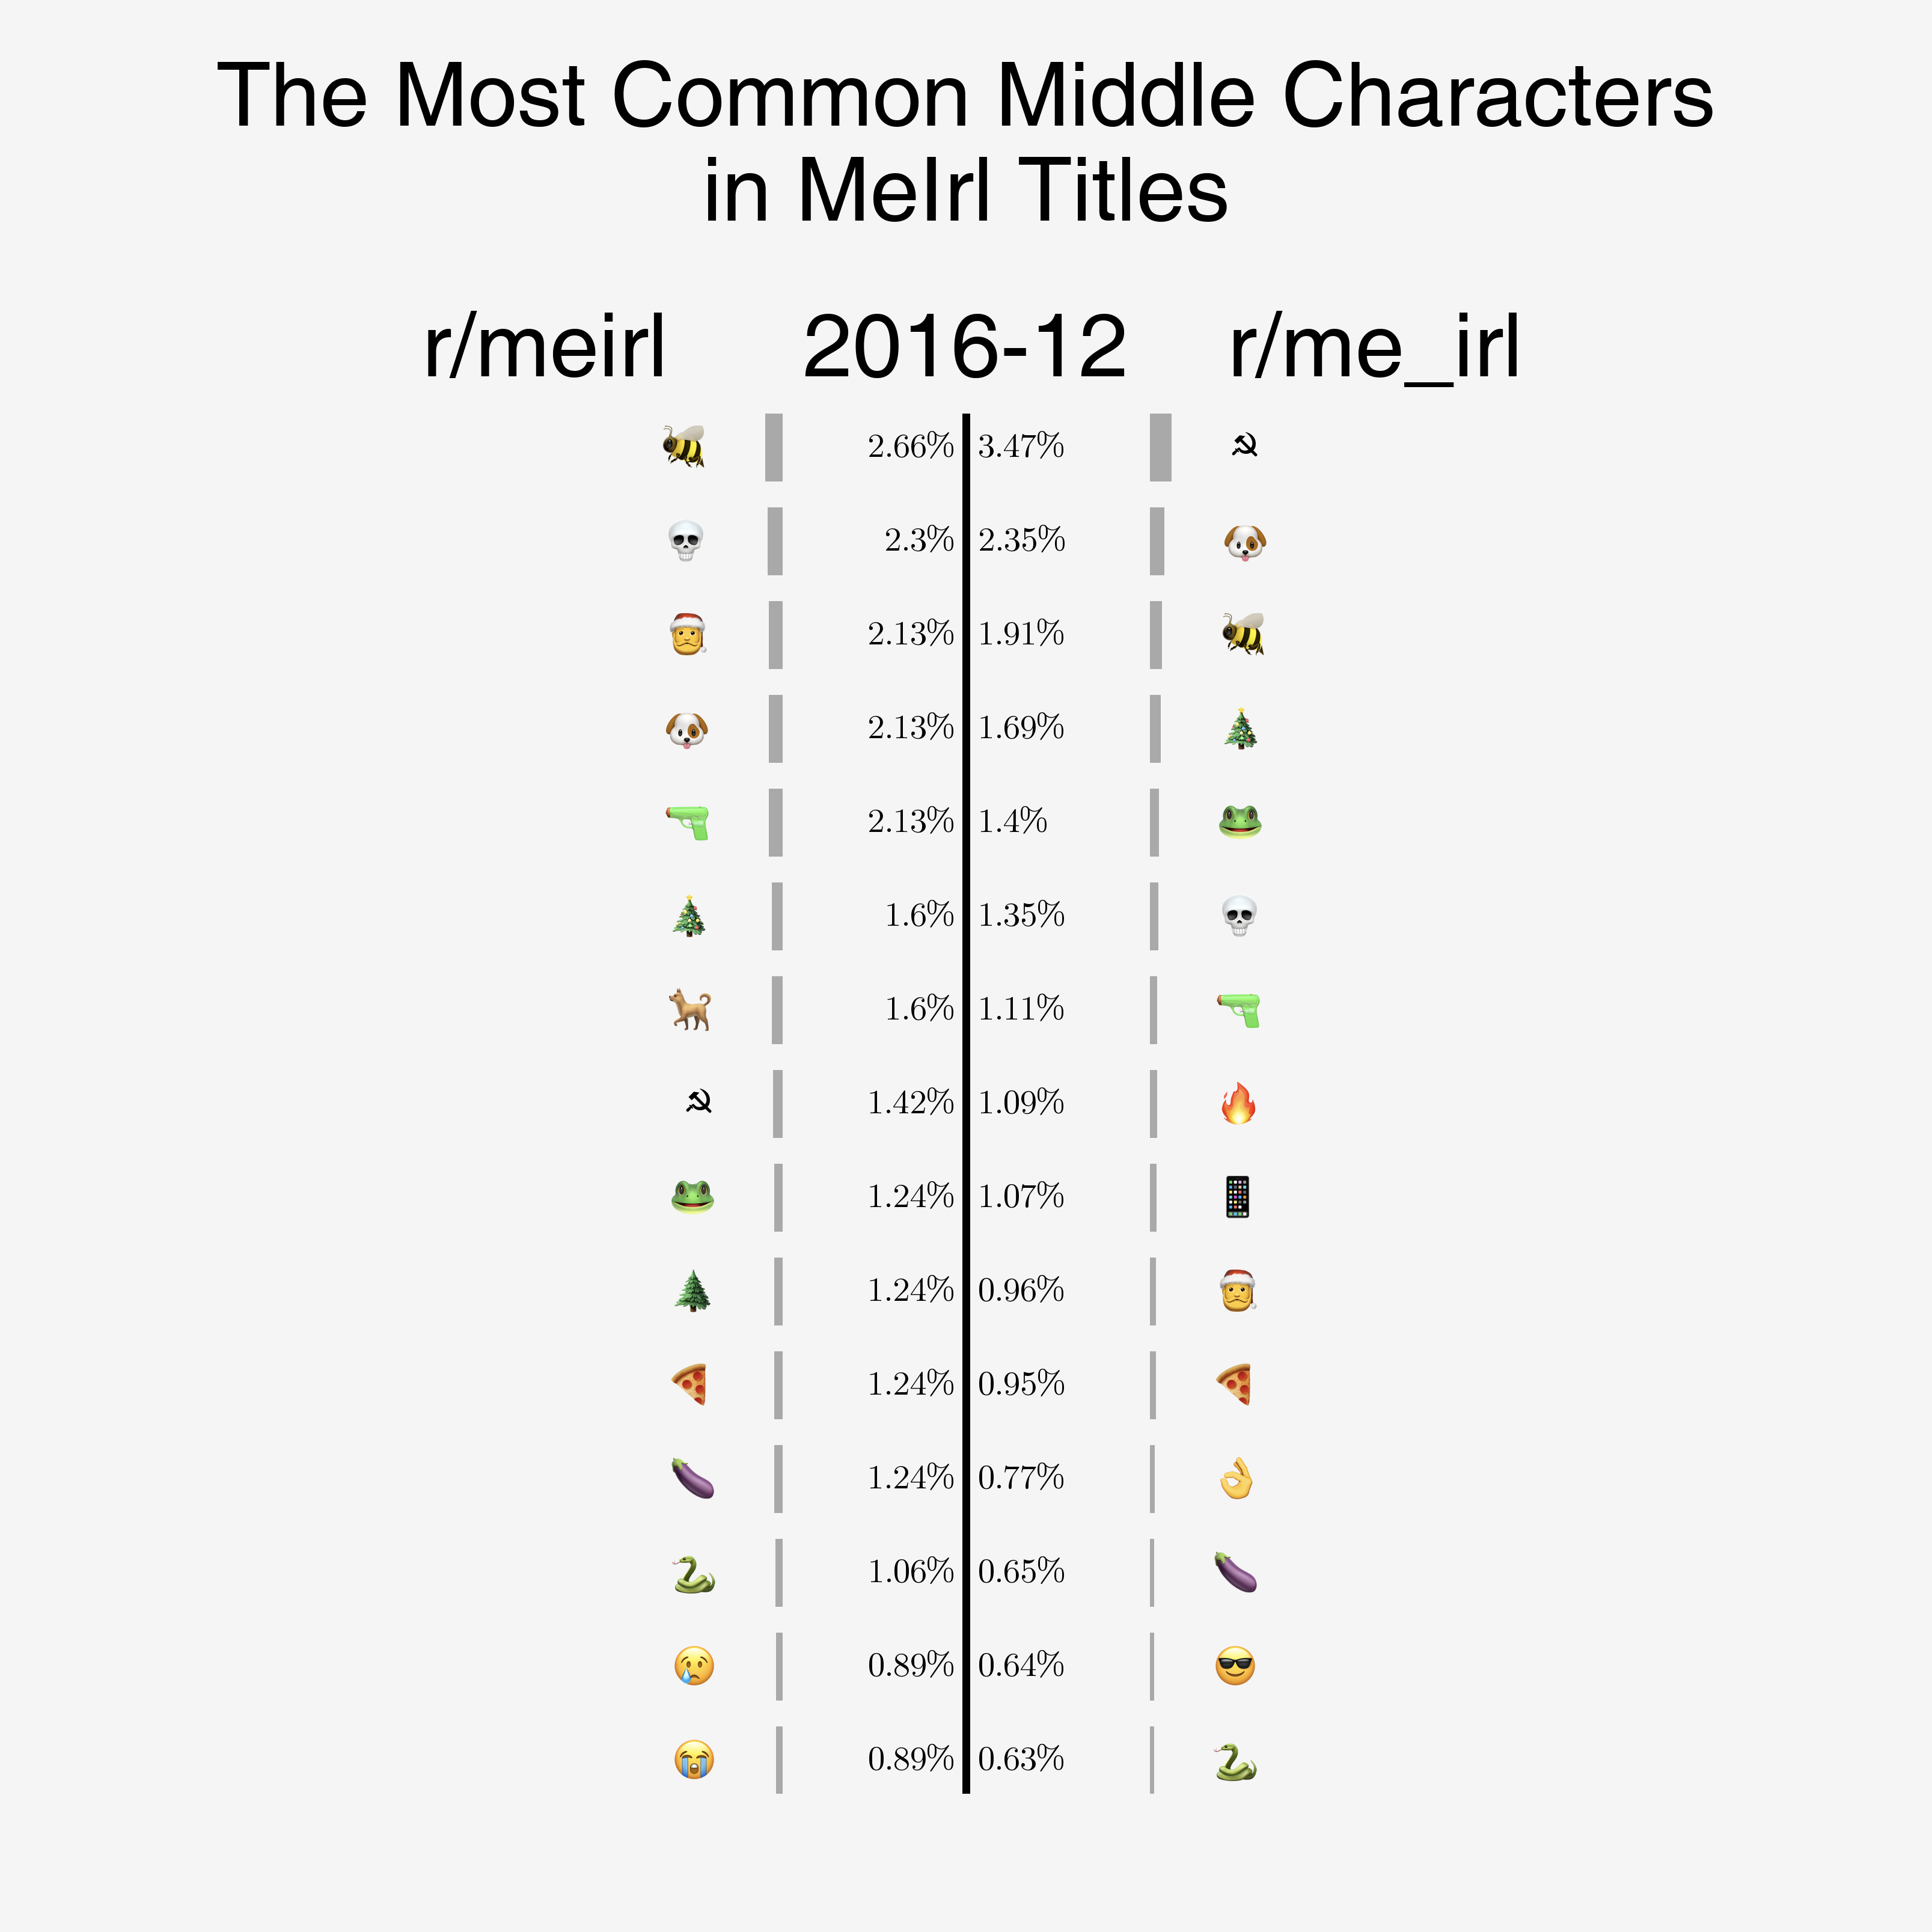 The Most Common Middle Characters
in MeIrl Titles
r/meirl 2016-12 r/me_irl
🐝 2.66% 3.47% ☭
💀 2.3% 2.35% 🐶
🎅 2.13% 1.91% 🐝
🐶 2.13% 1.69% 🎄
🔫 2.13% 1.4% 🐸
🎄 1.6% 1.35% 💀
🐕 1.6% 1.11% 🔫
☭ 1.42% 1.09% 🔥
🐸 1.24% 1.07% 📱
🌲 1.24% 0.96% 🎅
🍕 1.24% 0.95% 🍕
🍆 1.24% 0.77% 👌
🐍 1.06% 0.65% 🍆
😢 0.89% 0.64% 😎
😭 0.89% 0.63% 🐍